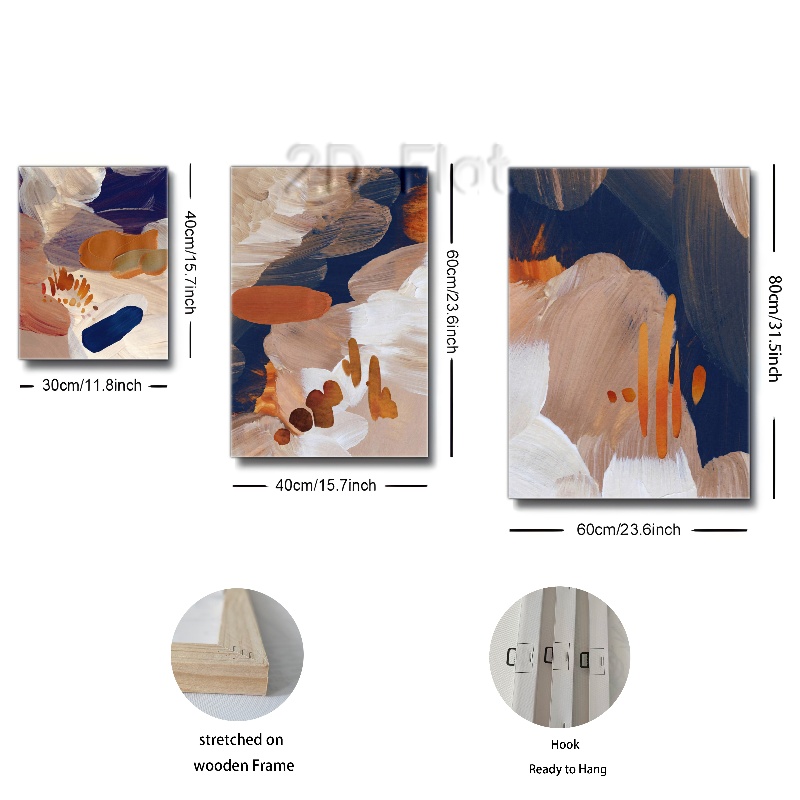 2D Flat
40cm/15.7inch
30cm/11.8inch
60cm/23.6inch
40cm/15.7inch
80cm/31.5inch
60cm/23.6inch
stretched on
wooden Frame
Hook
Ready to Hang